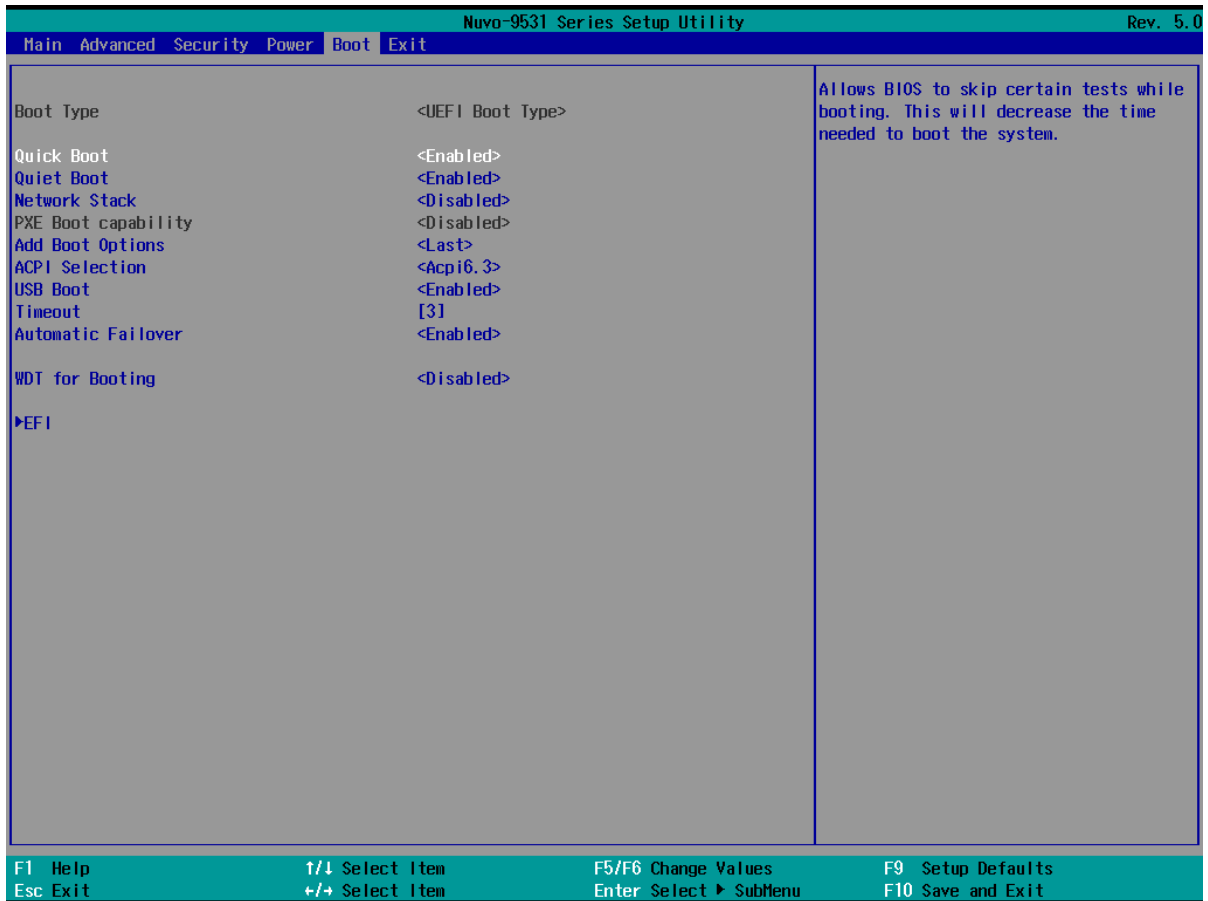 Nuvo-9531 Series Setup Utility Rev. 5.0
Main Advanced Security Power Boot Exit
Boot Type <UEFI Boot Type>
Quick Boot <Enabled>
Quiet Boot <Enabled>
Network Stack <Disabled>
PXE Boot capability <Disabled>
Add Boot Options <Last>
ACPI Selection <Acpi6.3>
USB Boot <Enabled>
Timeout [3]
Automatic Failover <Enabled>
WDT for Booting <Disabled>
▶EFI
Allows BIOS to skip certain tests while
booting. This will decrease the time
needed to boot the system.
F1 Help ↑/↓ Select Item F5/F6 Change Values F9 Setup Defaults
Esc Exit ←/→ Select Item Enter Select ▶ SubMenu F10 Save and Exit